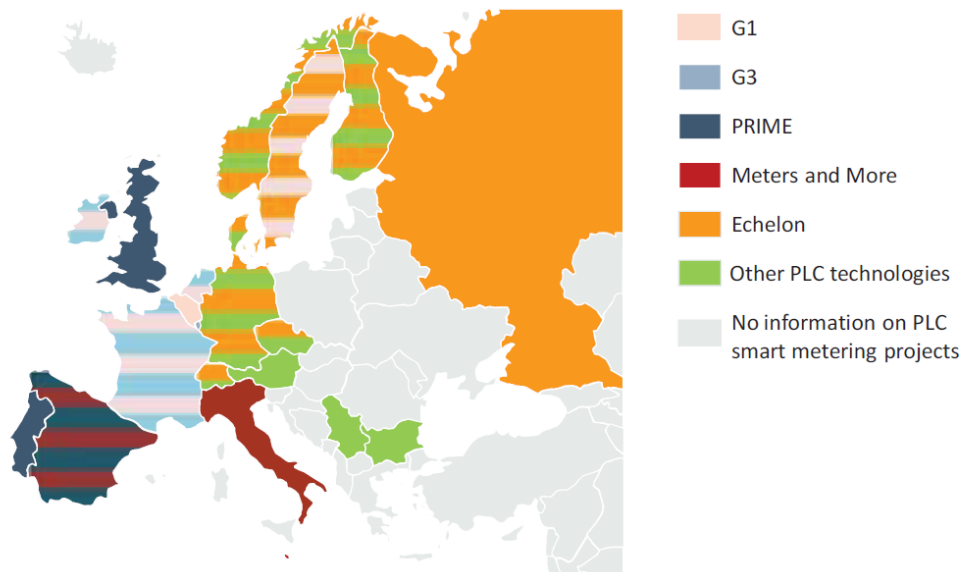 G1
G3
PRIME
Meters and More
Echelon
Other PLC technologies
No information on PLC
smart metering projects